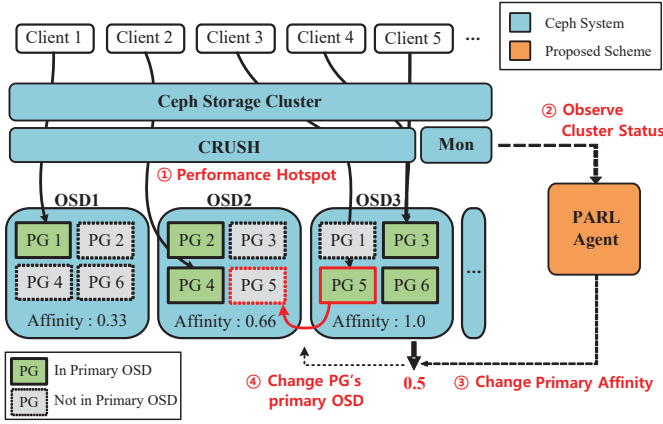 Client 1
Client 2
Client 3
Client 4
Client 5
...
Ceph System
Proposed Scheme
Ceph Storage Cluster
CRUSH
Mon
② Observe
Cluster Status
① Performance Hotspot
OSD1
OSD2
OSD3
PG 1
PG 2
PG 4
PG 6
Affinity : 0.33
PG 2
PG 3
PG 4
PG 5
Affinity : 0.66
PG 1
PG 3
PG 5
PG 6
Affinity : 1.0
...
PARL
Agent
PG
In Primary OSD
PG
Not in Primary OSD
④ Change PG's
primary OSD
0.5
③ Change Primary Affinity